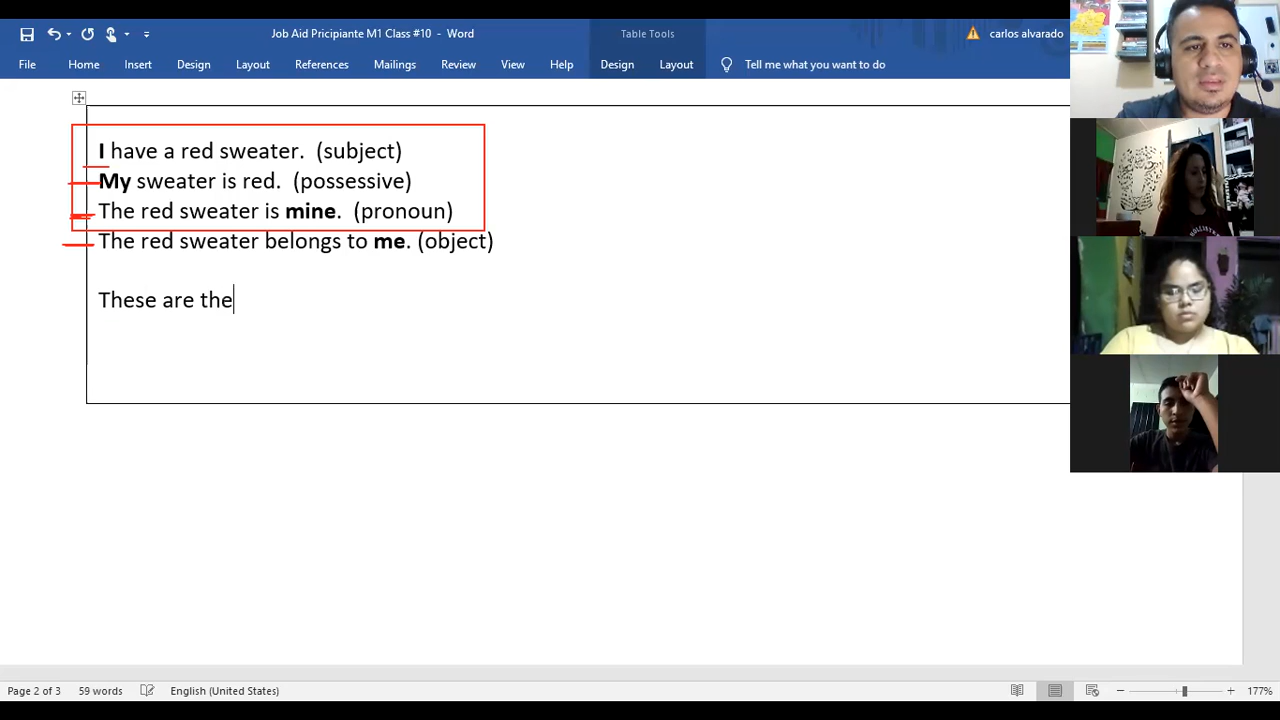 Job Aid Pricipiante M1 Class #10 - Word
Table Tools
carlos alvarado
File Home Insert Design Layout References Mailings Review View Help Design Layout Tell me what you want to do
I have a red sweater. (subject)
My sweater is red. (possessive)
The red sweater is mine. (pronoun)
The red sweater belongs to me. (object)
These are the
Page 2 of 3 59 words English (United States) 177%